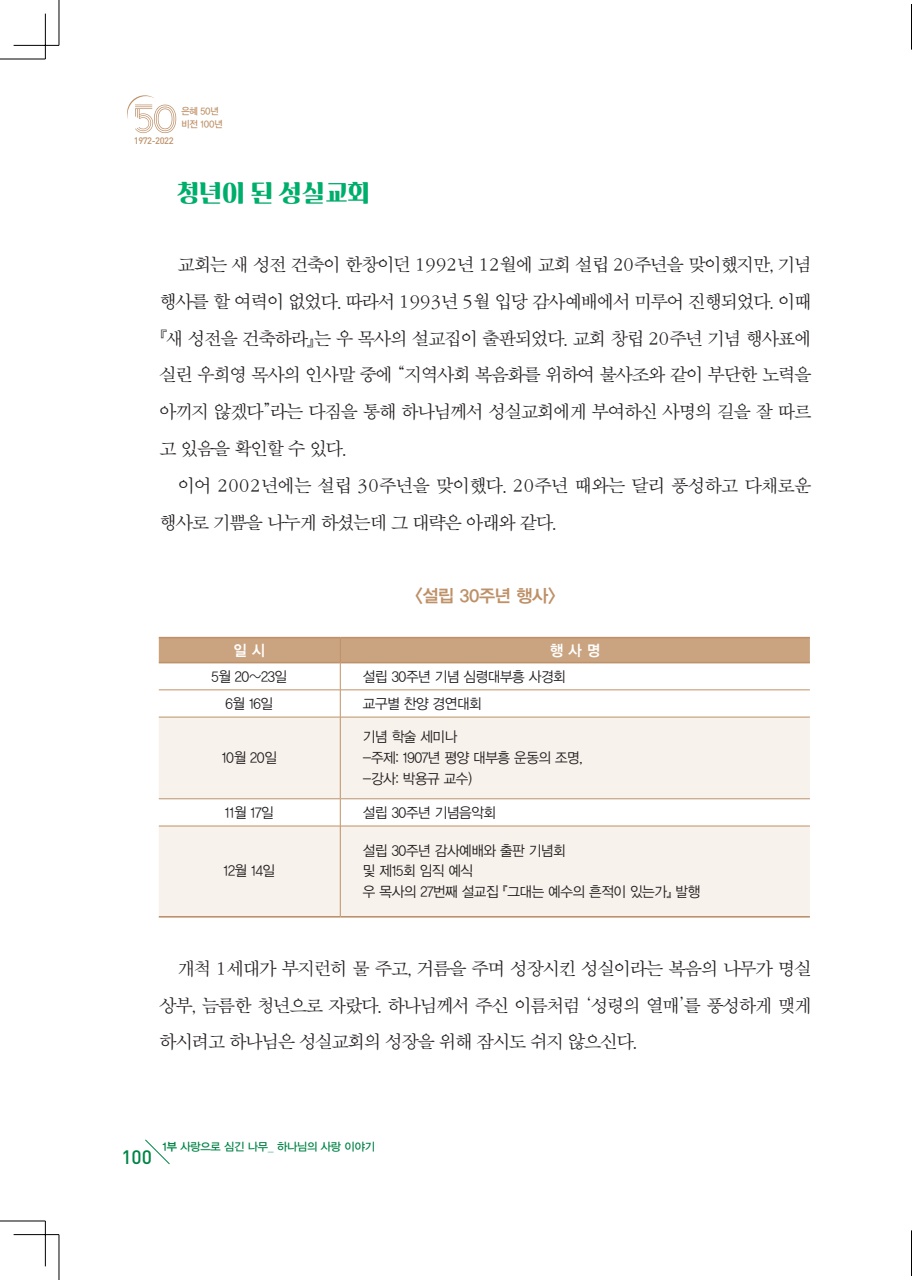 50
은혜 50년
비전 100년
1972-2022
청년이 된 성실교회
교회는 새 성전 건축이 한창이던 1992년 12월에 교회 설립 20주년을 맞이했지만, 기념
행사를 할 여력이 없었다. 따라서 1993년 5월 입당 감사예배에서 미루어 진행되었다. 이때
『새 성전을 건축하라』는 우 목사의 설교집이 출판되었다. 교회 창립 20주년 기념 행사표에
실린 우희영 목사의 인사말 중에 “지역사회 복음화를 위하여 불사조와 같이 부단한 노력을
아끼지 않겠다”라는 다짐을 통해 하나님께서 성실교회에게 부여하신 사명의 길을 잘 따르
고 있음을 확인할 수 있다.
이어 2002년에는 설립 30주년을 맞이했다. 20주년 때와는 달리 풍성하고 다채로운
행사로 기쁨을 나누게 하셨는데 그 대략은 아래와 같다.
〈설립 30주년 행사〉
일 시 행 사 명
5월 20~23일 설립 30주년 기념 심령대부흥 사경회
6월 16일 교구별 찬양 경연대회
기념 학술 세미나
10월 20일 -주제: 1907년 평양 대부흥 운동의 조명,
-강사: 박용규 교수)
11월 17일 설립 30주년 기념음악회
설립 30주년 감사예배와 출판 기념회
12월 14일 및 제15회 임직 예식
우 목사의 27번째 설교집 『그대는 예수의 흔적이 있는가』 발행
개척 1세대가 부지런히 물 주고, 거름을 주며 성장시킨 성실이라는 복음의 나무가 명실
상부, 늠름한 청년으로 자랐다. 하나님께서 주신 이름처럼 ‘성령의 열매’를 풍성하게 맺게
하시려고 하나님은 성실교회의 성장을 위해 잠시도 쉬지 않으신다.
100 1부 사랑으로 심긴 나무_ 하나님의 사랑 이야기